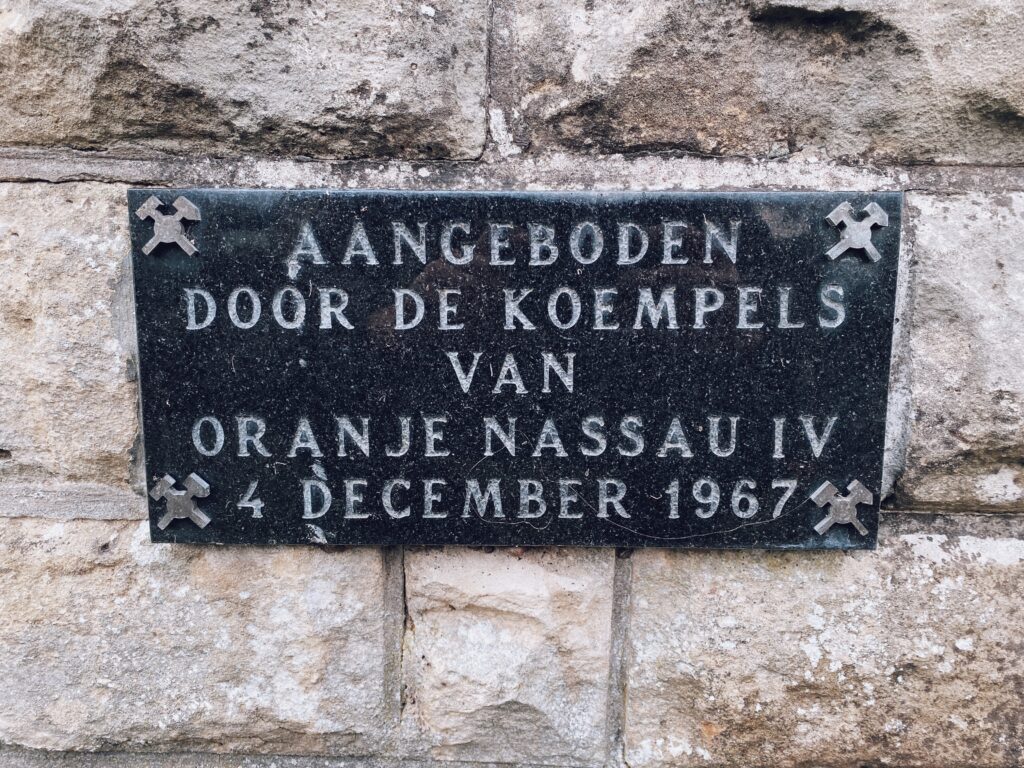 AANGEBODEN
DOOR DE KOEMPELS
VAN
ORANJE NASSAU IV
4 DECEMBER 1967